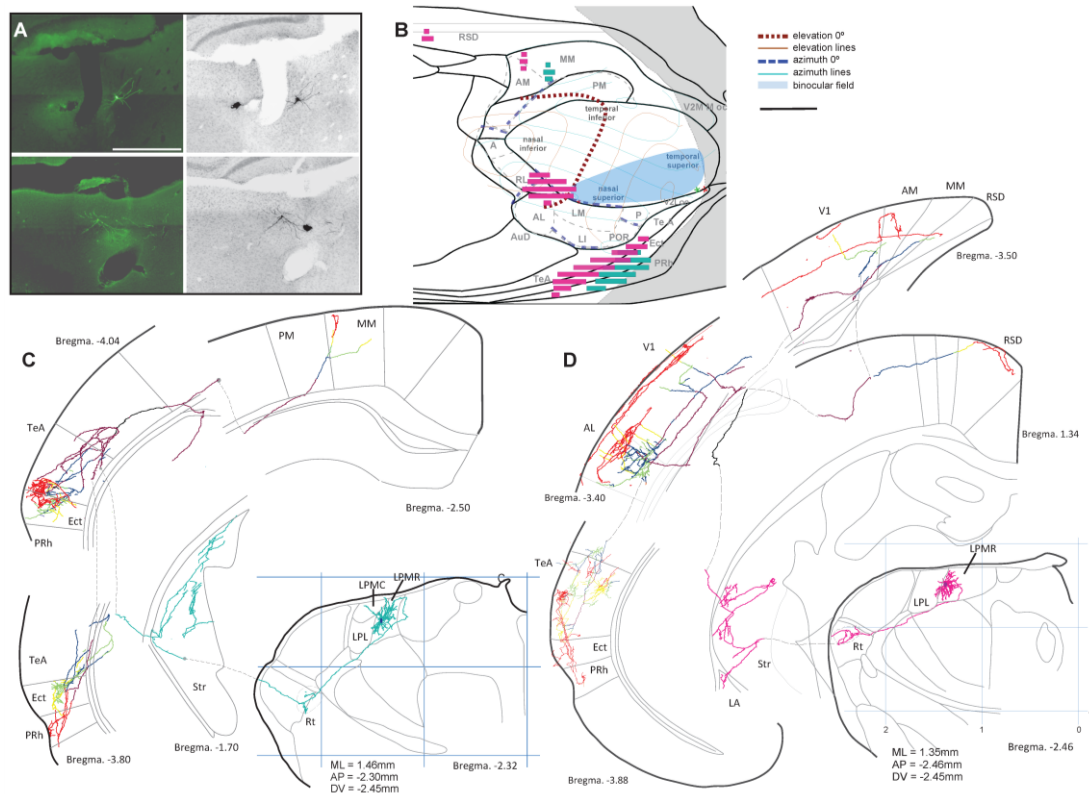 A
B
RSD
MM
AM
PM
V2M M
temporal
inferior
nasal
inferior
A
temporal
superior
RL
nasal
superior
AL
LM
P
TeA
AuD
LI
POR
Ect
PRh
TeA
elevation 0º
elevation lines
azimuth 0º
azimuth lines
binocular field
V1
AM
MM
RSD
Bregma. -3.50
C
Bregma. -4.04
PM
MM
TeA
Ect
PRh
Bregma. -2.50
D
V1
RSD
AL
Bregma. 1.34
Bregma. -3.40
TeA
Ect
PRh
Bregma. -3.80
Str
Bregma. -1.70
LPMC
LPMR
LPL
Rt
ML = 1.46mm
AP = -2.30mm
DV = -2.45mm
Bregma. -2.32
TeA
Ect
PRh
Bregma. -3.88
Str
LA
LPMR
LPL
Rt
2
1
0
ML = 1.35mm
AP = -2.46mm
DV = -2.45mm
Bregma. -2.46